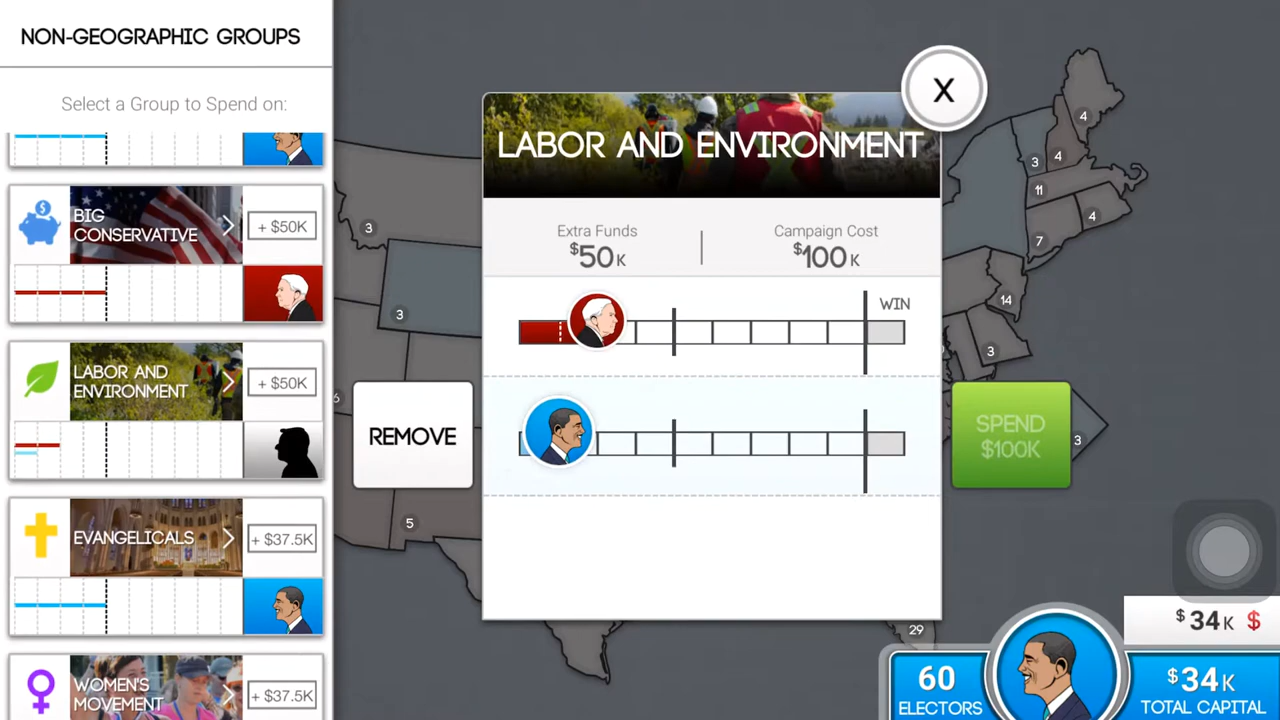 NON-GEOGRAPHIC GROUPS
Select a Group to Spend on:
BIG
CONSERVATIVE
+ $50K
LABOR AND
ENVIRONMENT
+ $50K
EVANGELICALS
+ $37.5K
WOMEN'S
MOVEMENT
+ $37.5K
X
LABOR AND ENVIRONMENT
Extra Funds
$50K
Campaign Cost
$100K
WIN
REMOVE
SPEND
$100K
3
3
5
6
4
3
4
11
4
7
14
3
3
29
$34K $
60
ELECTORS
$34K
TOTAL CAPITAL